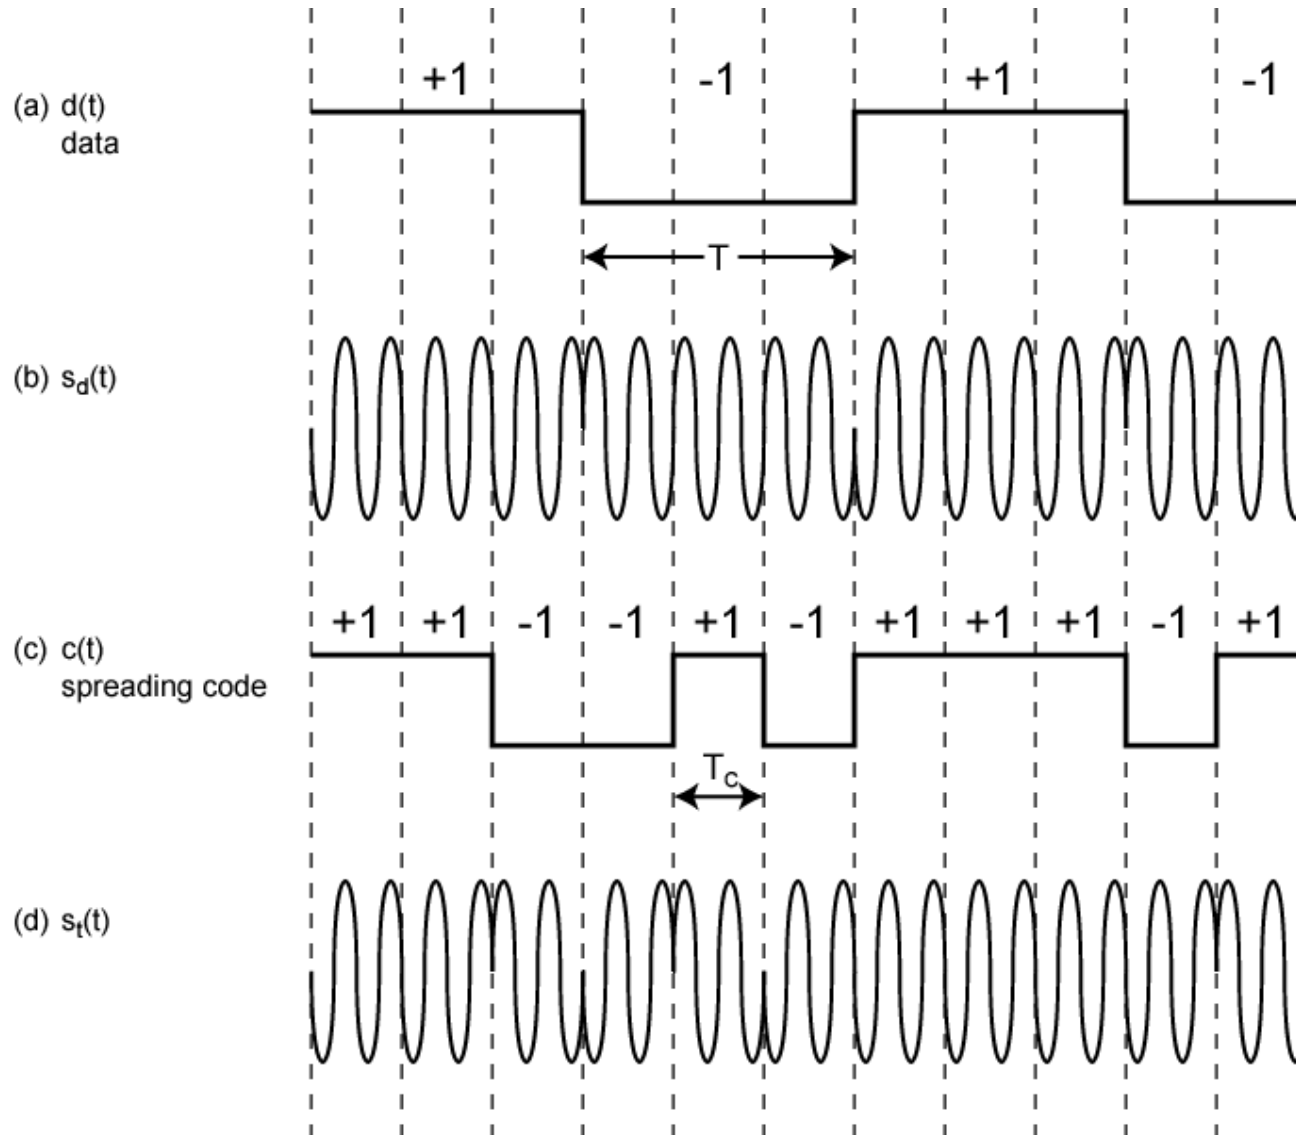 +1 -1 +1 -1
(a) d(t)
data
T
(b) sd(t)
+1 +1 -1 -1 +1 -1 +1 +1 +1 -1 +1
(c) c(t)
spreading code
Tc
(d) st(t)